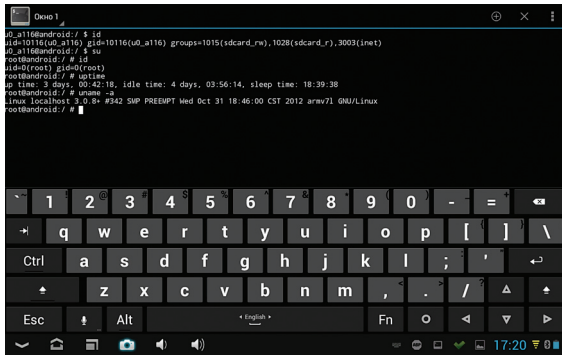 Окно 1
u0_a116@android:/ $ id
uid=10116(u0_a116) gid=10116(u0_a116) groups=1015(sdcard_rw),1028(sdcard_r),3003(inet)
u0_a116@android:/ $ su
root@android:/ # id
uid=0(root) gid=0(root)
root@android:/ # uptime
up time: 3 days, 00:42:18, idle time: 4 days, 03:56:14, sleep time: 18:39:38
root@android:/ # uname -a
Linux localhost 3.0.8+ #342 SMP PREEMPT Wed Oct 31 18:46:00 CST 2012 armv7l GNU/Linux
root@android:/ #
` 1 2 @ 3 # 4 $ 5 % 6 ^ 7 & 8 * 9 ( 0 ) - = +
q w e r t y u i o p [ { ] } \
Ctrl a s d f g h j k l ; : ' "
z x c v b n m , < . > / ?
Esc Alt English Fn
17:20